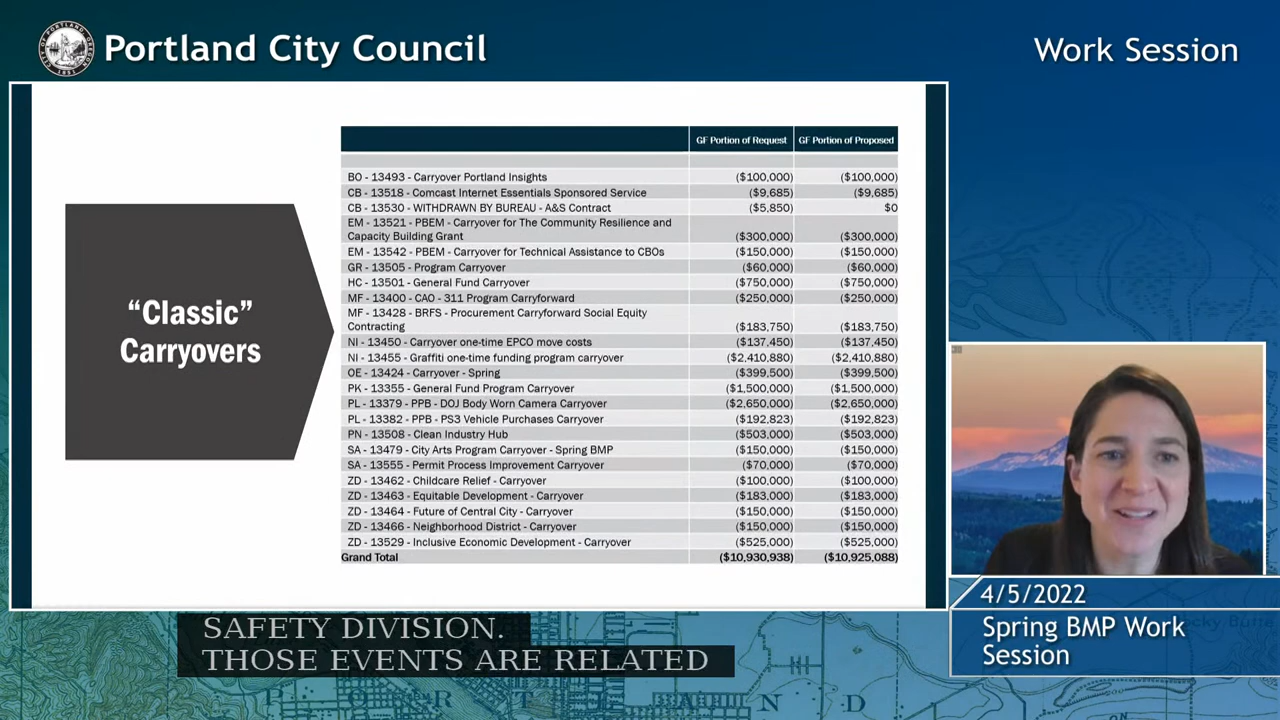 Portland City Council
Work Session
"Classic"
Carryovers
GF Portion of Request GF Portion of Proposed
BO - 13493 - Carryover Portland Insights ($100,000) ($100,000)
CB - 13518 - Comcast Internet Essentials Sponsored Service ($9,685) ($9,685)
CB - 13530 - WITHDRAWN BY BUREAU - A&S Contract ($5,850) $0
EM - 13521 - PBEM - Carryover for The Community Resilience and
Capacity Building Grant ($300,000) ($300,000)
EM - 13542 - PBEM - Carryover for Technical Assistance to CBOs ($150,000) ($150,000)
GR - 13505 - Program Carryover ($60,000) ($60,000)
HC - 13501 - General Fund Carryover ($750,000) ($750,000)
MF - 13400 - CAO - 311 Program Carryforward ($250,000) ($250,000)
MF - 13428 - BRFS - Procurement Carryforward Social Equity
Contracting ($183,750) ($183,750)
NI - 13450 - Carryover one-time EPCO move costs ($137,450) ($137,450)
NI - 13455 - Graffiti one-time funding program carryover ($2,410,880) ($2,410,880)
OE - 13424 - Carryover - Spring ($399,500) ($399,500)
PK - 13355 - General Fund Program Carryover ($1,500,000) ($1,500,000)
PL - 13379 - PPB - DOJ Body Worn Camera Carryover ($2,650,000) ($2,650,000)
PL - 13382 - PPB - PS3 Vehicle Purchases Carryover ($192,823) ($192,823)
PN - 13508 - Clean Industry Hub ($503,000) ($503,000)
SA - 13479 - City Arts Program Carryover - Spring BMP ($150,000) ($150,000)
SA - 13555 - Permit Process Improvement Carryover ($70,000) ($70,000)
ZD - 13462 - Childcare Relief - Carryover ($100,000) ($100,000)
ZD - 13463 - Equitable Development - Carryover ($183,000) ($183,000)
ZD - 13464 - Future of Central City - Carryover ($150,000) ($150,000)
ZD - 13466 - Neighborhood District - Carryover ($150,000) ($150,000)
ZD - 13529 - Inclusive Economic Development - Carryover ($525,000) ($525,000)
Grand Total ($10,930,938) ($10,925,088)
4/5/2022
Spring BMP Work
Session
SAFETY DIVISION.
THOSE EVENTS ARE RELATED